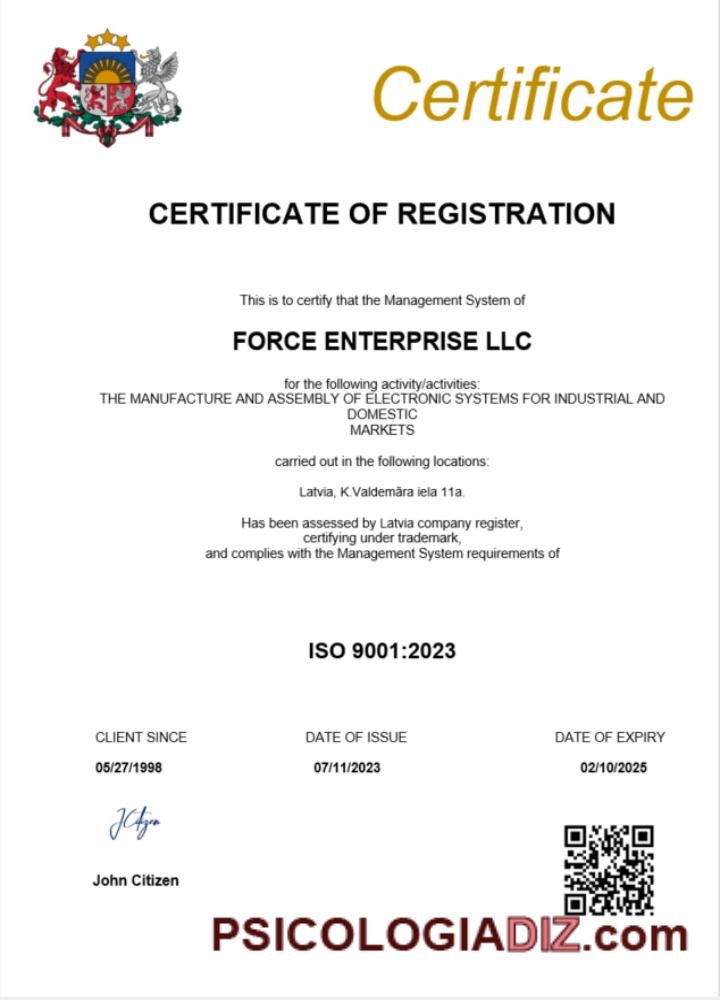 Certificate
CERTIFICATE OF REGISTRATION
This is to certify that the Management System of
FORCE ENTERPRISE LLC
for the following activity/activities:
THE MANUFACTURE AND ASSEMBLY OF ELECTRONIC SYSTEMS FOR INDUSTRIAL AND
DOMESTIC
MARKETS
carried out in the following locations:
Latvia, K.Valdemāra iela 11a.
Has been assessed by Latvia company register,
certifying under trademark,
and complies with the Management System requirements of
ISO 9001:2023
CLIENT SINCE DATE OF ISSUE DATE OF EXPIRY
05/27/1998 07/11/2023 02/10/2025
JCitizen
John Citizen
PSICOLOGIADIZ.com